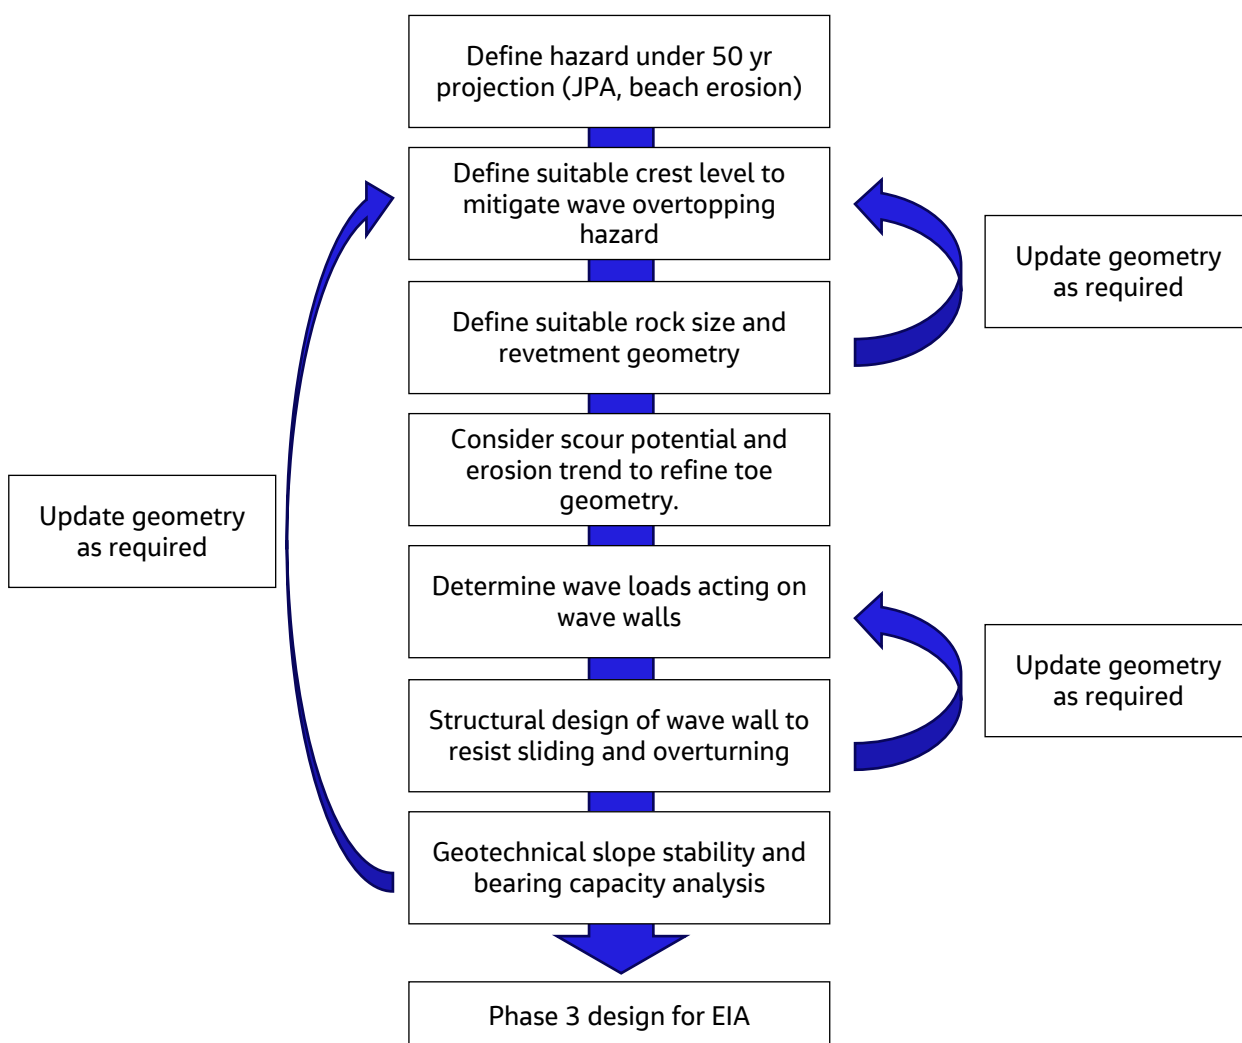 Define hazard under 50 yr
projection (JPA, beach erosion)
Define suitable crest level to
mitigate wave overtopping
hazard
Update geometry
as required
Define suitable rock size and
revetment geometry
Consider scour potential and
erosion trend to refine toe
geometry.
Update geometry
as required
Determine wave loads acting on
wave walls
Update geometry
as required
Structural design of wave wall to
resist sliding and overturning
Geotechnical slope stability and
bearing capacity analysis
Phase 3 design for EIA